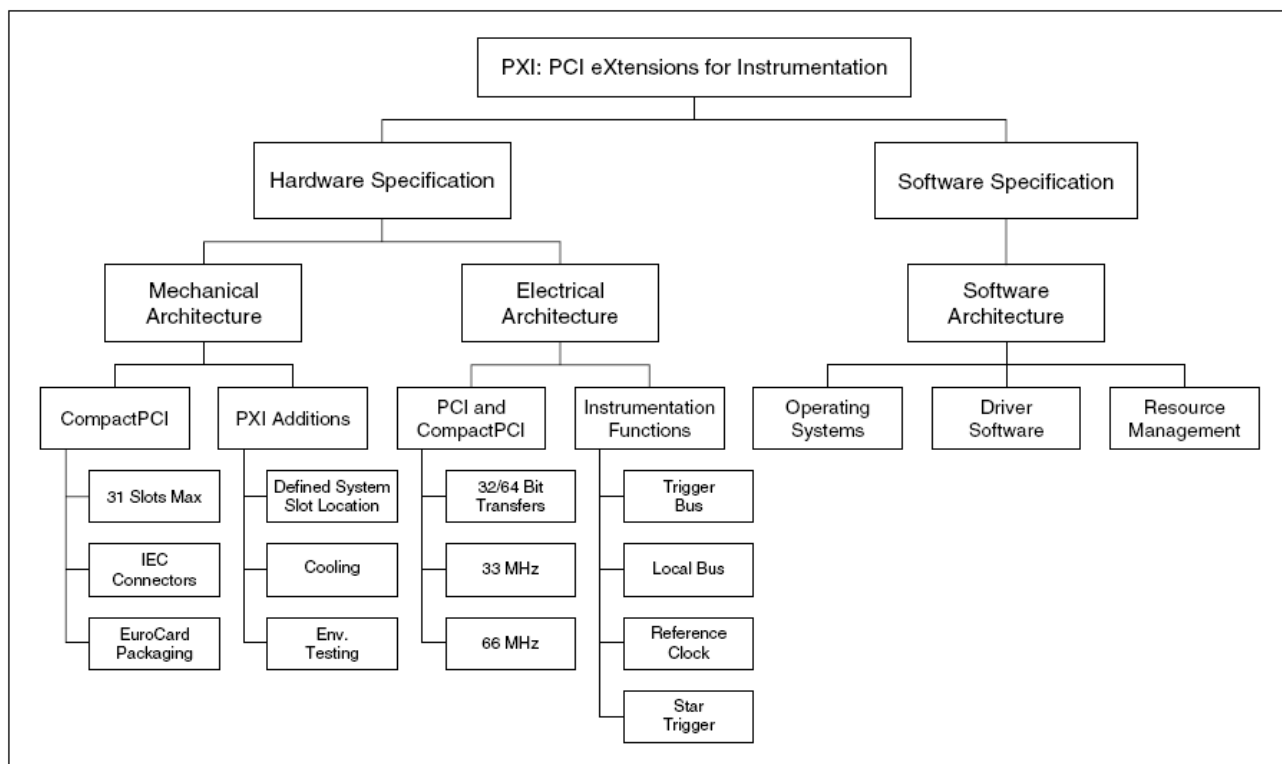 PXI: PCI eXtensions for Instrumentation
Hardware Specification
Software Specification
Mechanical
Architecture
Electrical
Architecture
Software
Architecture
CompactPCI
PXI Additions
PCI and
CompactPCI
Instrumentation
Functions
Operating
Systems
Driver
Software
Resource
Management
31 Slots Max
IEC
Connectors
EuroCard
Packaging
Defined System
Slot Location
Cooling
Env.
Testing
32/64 Bit
Transfers
33 MHz
66 MHz
Trigger
Bus
Local Bus
Reference
Clock
Star
Trigger